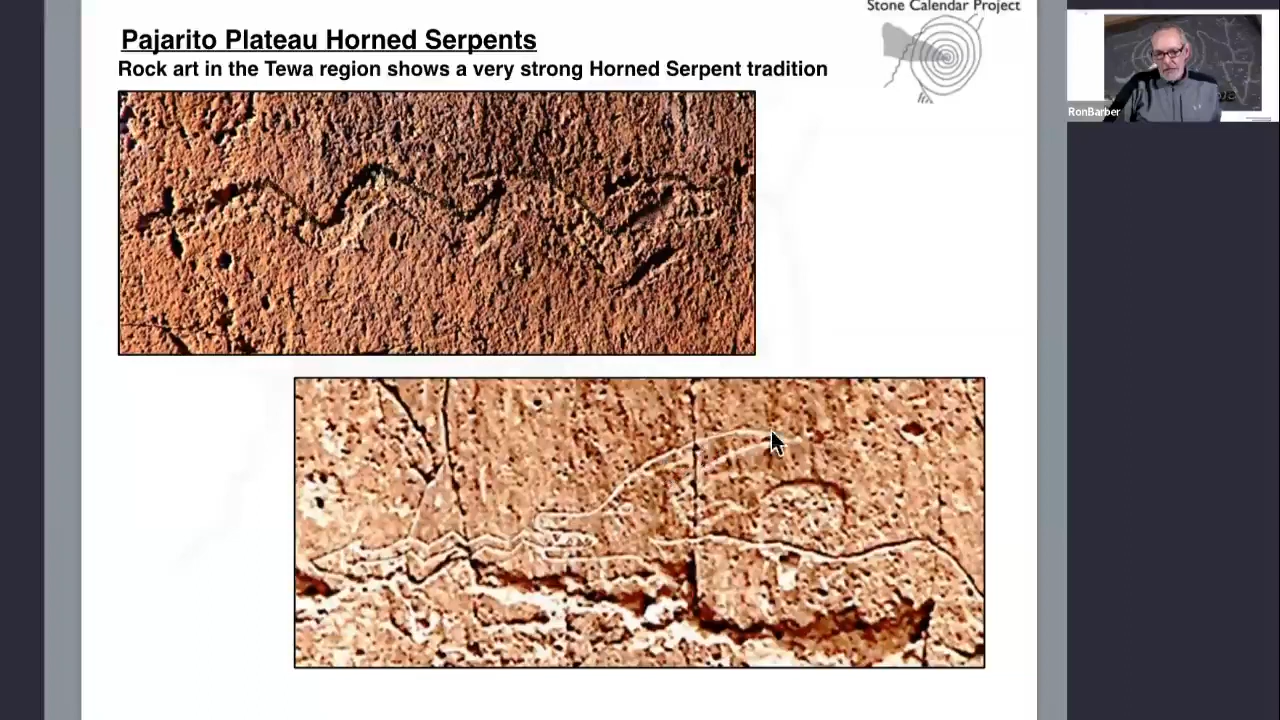 Stone Calendar Project
Pajarito Plateau Horned Serpents
Rock art in the Tewa region shows a very strong Horned Serpent tradition
RonBarber